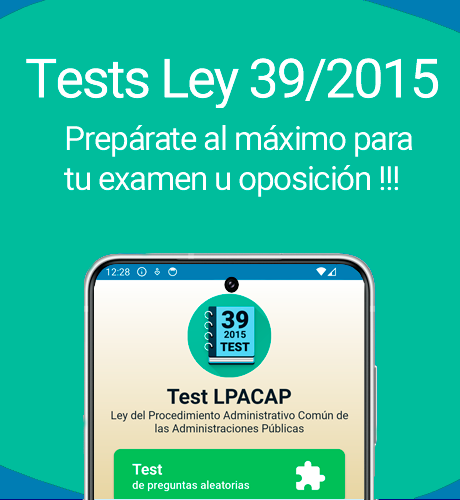 Tests Ley 39/2015
Prepárate al máximo para
tu examen u oposición !!!
12:28
39
2015
TEST
Test LPACAP
Ley del Procedimiento Administrativo Común de
las Administraciones Públicas
Test
de preguntas aleatorias